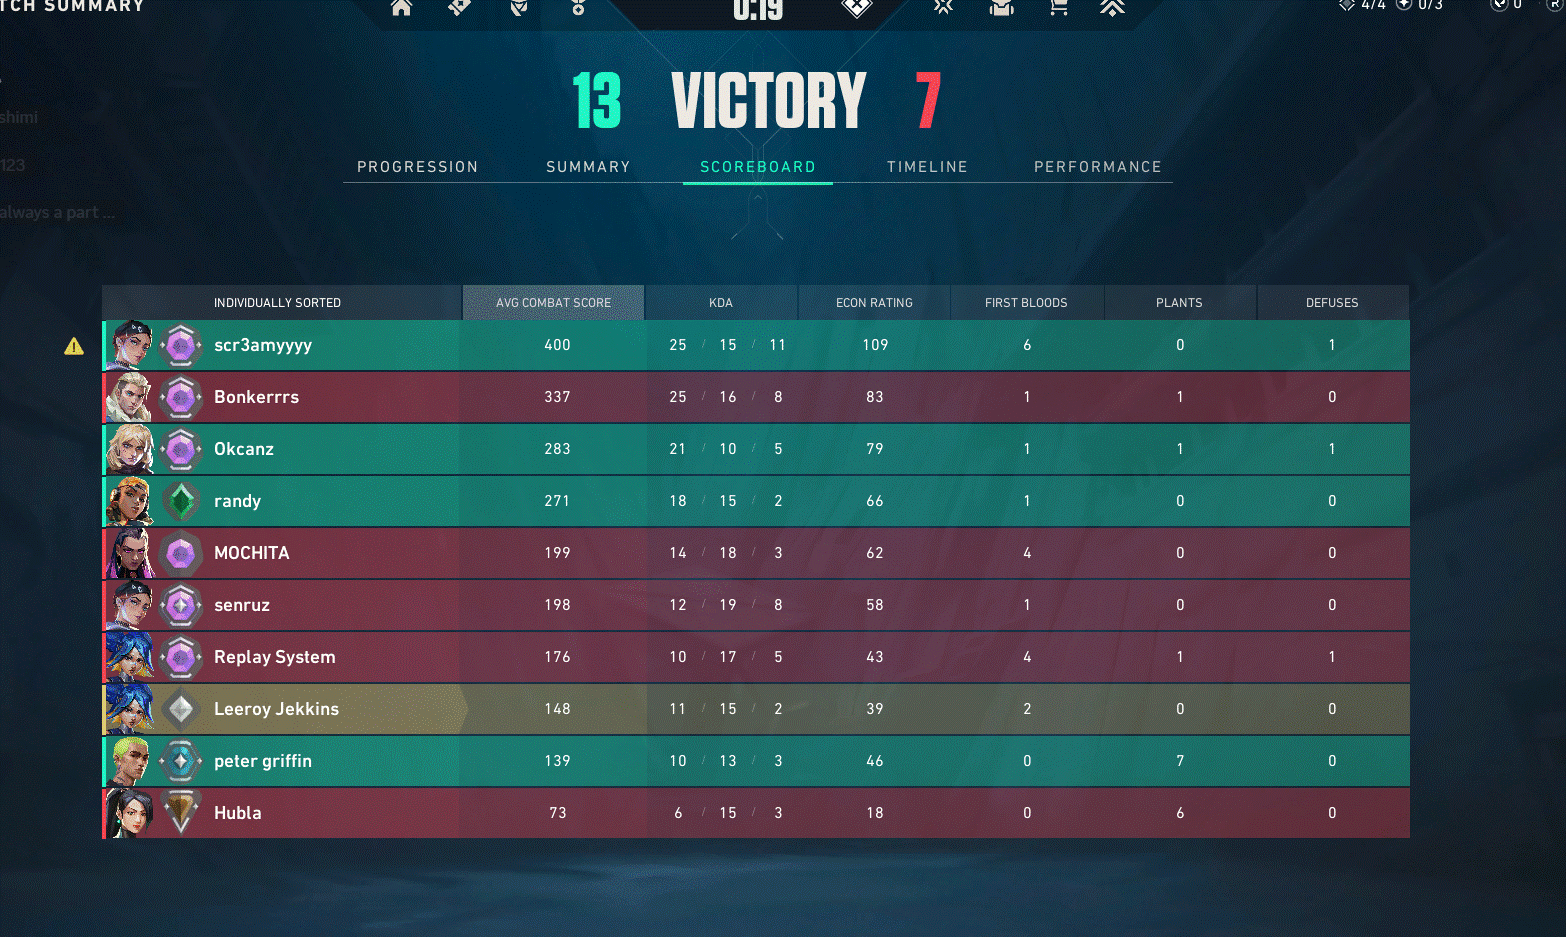 TCH SUMMARY
0:19
4/4 0/3 0 R
shimi
123
always a part ...
13 VICTORY 7
PROGRESSION SUMMARY SCOREBOARD TIMELINE PERFORMANCE
INDIVIDUALLY SORTED AVG COMBAT SCORE KDA ECON RATING FIRST BLOODS PLANTS DEFUSES
scr3amyyyy 400 25 / 15 / 11 109 6 0 1
Bonkerrrs 337 25 / 16 / 8 83 1 1 0
Okcanz 283 21 / 10 / 5 79 1 1 1
randy 271 18 / 15 / 2 66 1 0 0
MOCHITA 199 14 / 18 / 3 62 4 0 0
senruz 198 12 / 19 / 8 58 1 0 0
Replay System 176 10 / 17 / 5 43 4 1 1
Leeroy Jekkins 148 11 / 15 / 2 39 2 0 0
peter griffin 139 10 / 13 / 3 46 0 7 0
Hubla 73 6 / 15 / 3 18 0 6 0